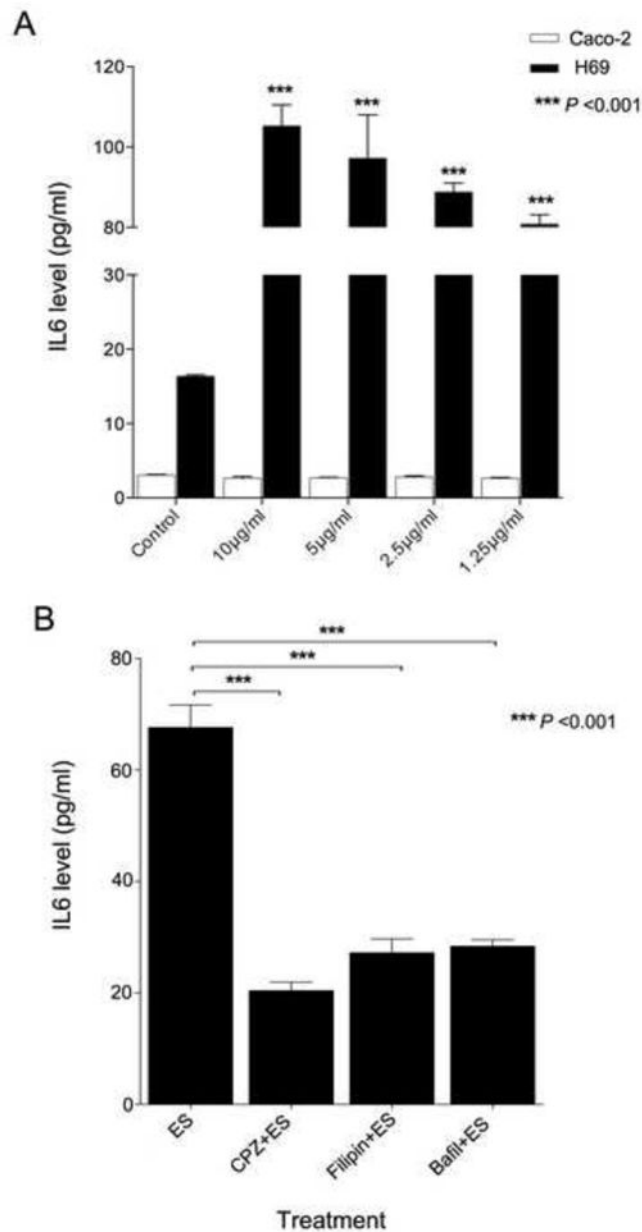 A
Caco-2
H69
*** P <0.001
IL6 level (pg/ml)
120
100
80
30
20
10
0
*** *** *** ***
Control 10µg/ml 5µg/ml 2.5µg/ml 1.25µg/ml
B
***
***
***
*** P <0.001
IL6 level (pg/ml)
80
60
40
20
0
ES CPZ+ES Filipin+ES Bafil+ES
Treatment